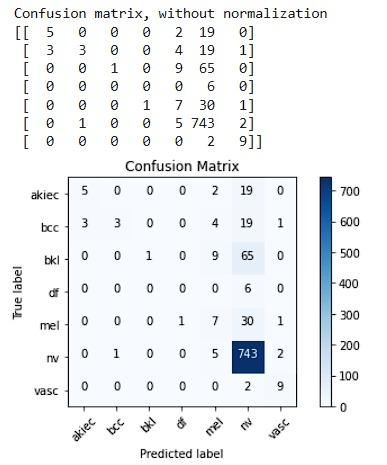 Confusion matrix, without normalization
[[ 5 0 0 0 2 19 0]
[ 3 3 0 0 4 19 1]
[ 0 0 1 0 9 65 0]
[ 0 0 0 0 0 6 0]
[ 0 0 0 1 7 30 1]
[ 0 1 0 0 5 743 2]
[ 0 0 0 0 0 2 9]]
Confusion Matrix
akiec 5 0 0 0 2 19 0
bcc 3 3 0 0 4 19 1
bkl 0 0 1 0 9 65 0
df 0 0 0 0 0 6 0
mel 0 0 0 1 7 30 1
nv 0 1 0 0 5 743 2
vasc 0 0 0 0 0 2 9
True label
akiec bcc bkl df mel nv vasc
Predicted label
700
600
500
400
300
200
100
0